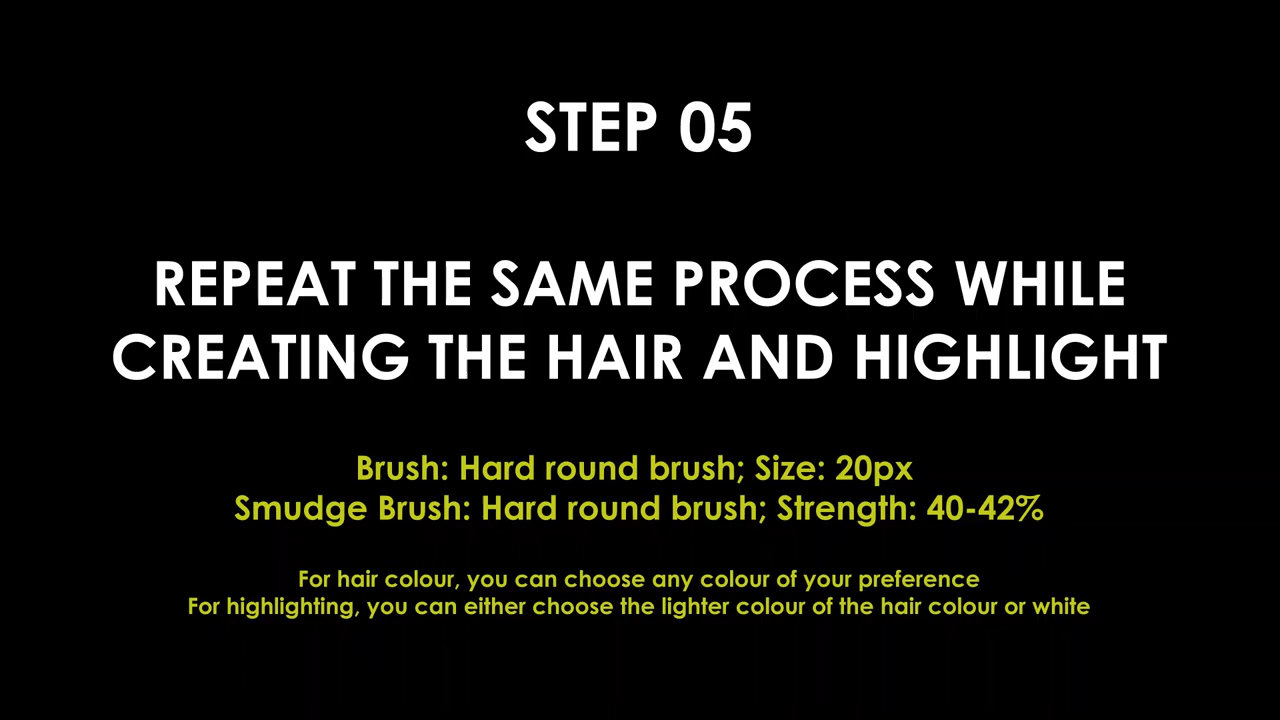 STEP 05
REPEAT THE SAME PROCESS WHILE
CREATING THE HAIR AND HIGHLIGHT
Brush: Hard round brush; Size: 20px
Smudge Brush: Hard round brush; Strength: 40-42%
For hair colour, you can choose any colour of your preference
For highlighting, you can either choose the lighter colour of the hair colour or white